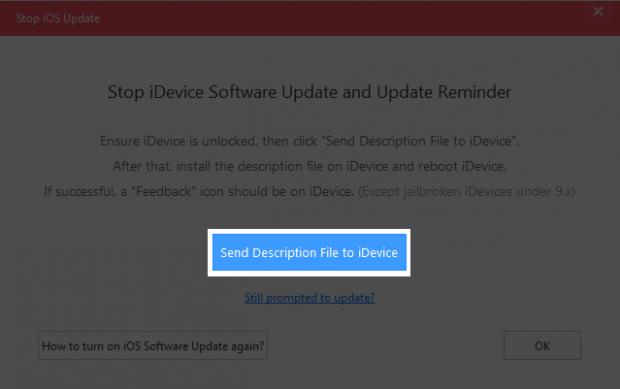 Stop iOS Update
Stop iDevice Software Update and Update Reminder
Ensure iDevice is unlocked, then click "Send Description File to iDevice".
After that, install the description file on iDevice and reboot iDevice.
If successful, a "Feedback" icon should be on iDevice. (Except jailbroken iDevices under 9.x)
Send Description File to iDevice
Still prompted to update?
How to turn on iOS Software Update again?
OK